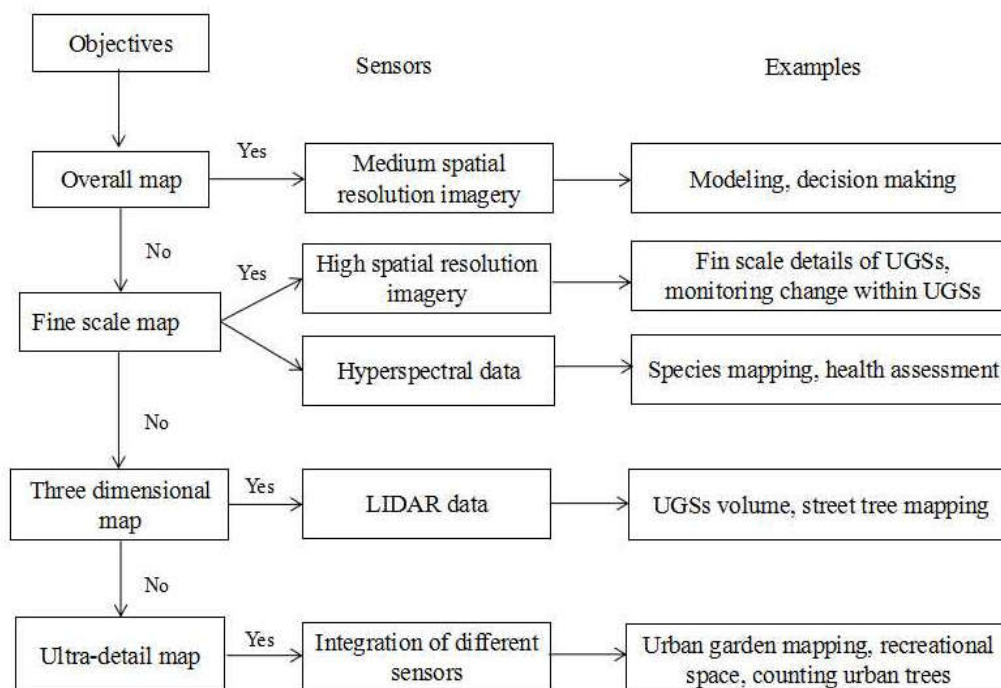 Objectives
Sensors
Examples
Overall map
Yes
Medium spatial
resolution imagery
Modeling, decision making
No
Fine scale map
Yes
High spatial resolution
imagery
Fin scale details of UGSs,
monitoring change within UGSs
Hyperspectral data
Species mapping, health assessment
No
Three dimensional
map
Yes
LIDAR data
UGSs volume, street tree mapping
No
Ultra-detail map
Yes
Integration of different
sensors
Urban garden mapping, recreational
space, counting urban trees